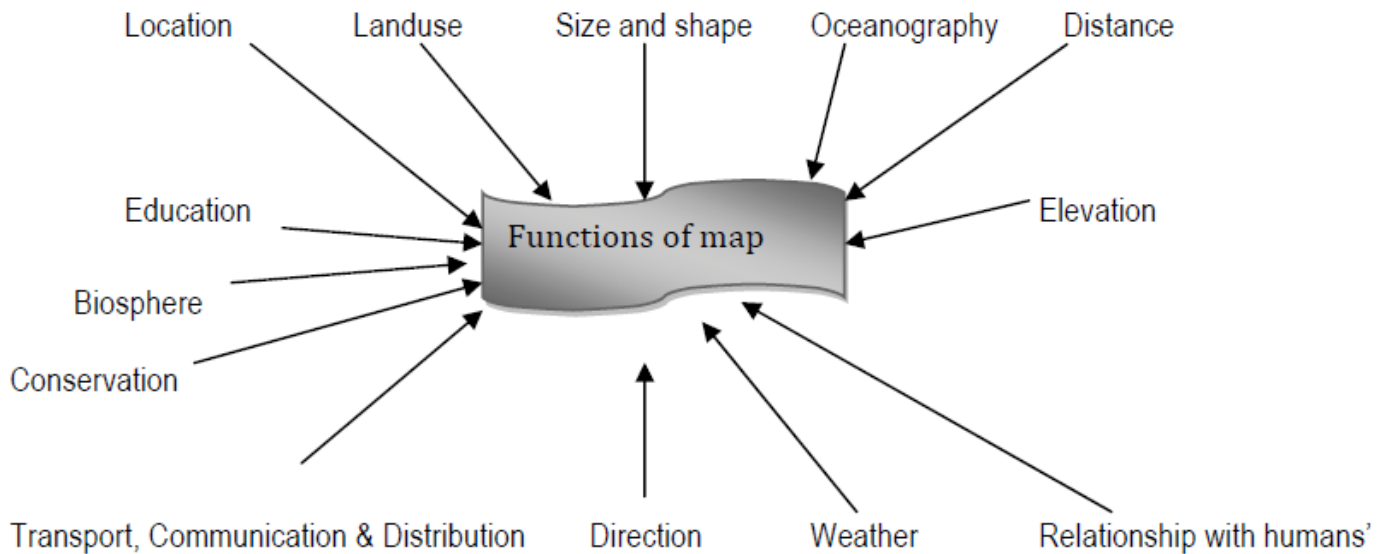 Location Landuse Size and shape Oceanography Distance
Education Elevation
Functions of map
Biosphere
Conservation
Transport, Communication & Distribution Direction Weather Relationship with humans’